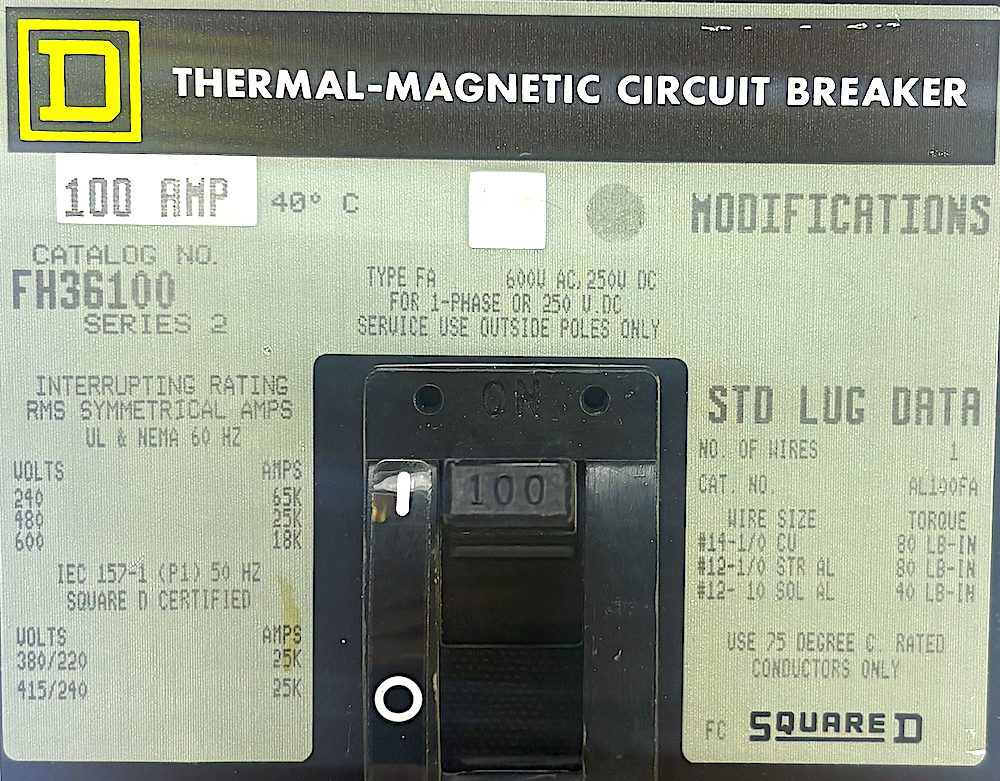 D
THERMAL-MAGNETIC CIRCUIT BREAKER
100 AMP 40° C
CATALOG NO.
FH36100
SERIES 2
TYPE FA 600V AC, 250V DC
FOR 1-PHASE OR 250 V.DC
SERVICE USE OUTSIDE POLES ONLY
MODIFICATIONS
INTERRUPTING RATING
RMS SYMMETRICAL AMPS
UL & NEMA 60 HZ
VOLTS AMPS
240 65K
480 25K
600 18K
IEC 157-1 (P1) 50 HZ
SQUARE D CERTIFIED
VOLTS AMPS
380/220 25K
415/240 25K
ON
I
100
O
STD LUG DATA
NO. OF WIRES 1
CAT. NO. AL100FA
WIRE SIZE TORQUE
#14-1/0 CU 80 LB-IN
#12-1/0 STR AL 80 LB-IN
#12- 10 SOL AL 40 LB-IN
USE 75 DEGREE C. RATED
CONDUCTORS ONLY
FC SQUARE D